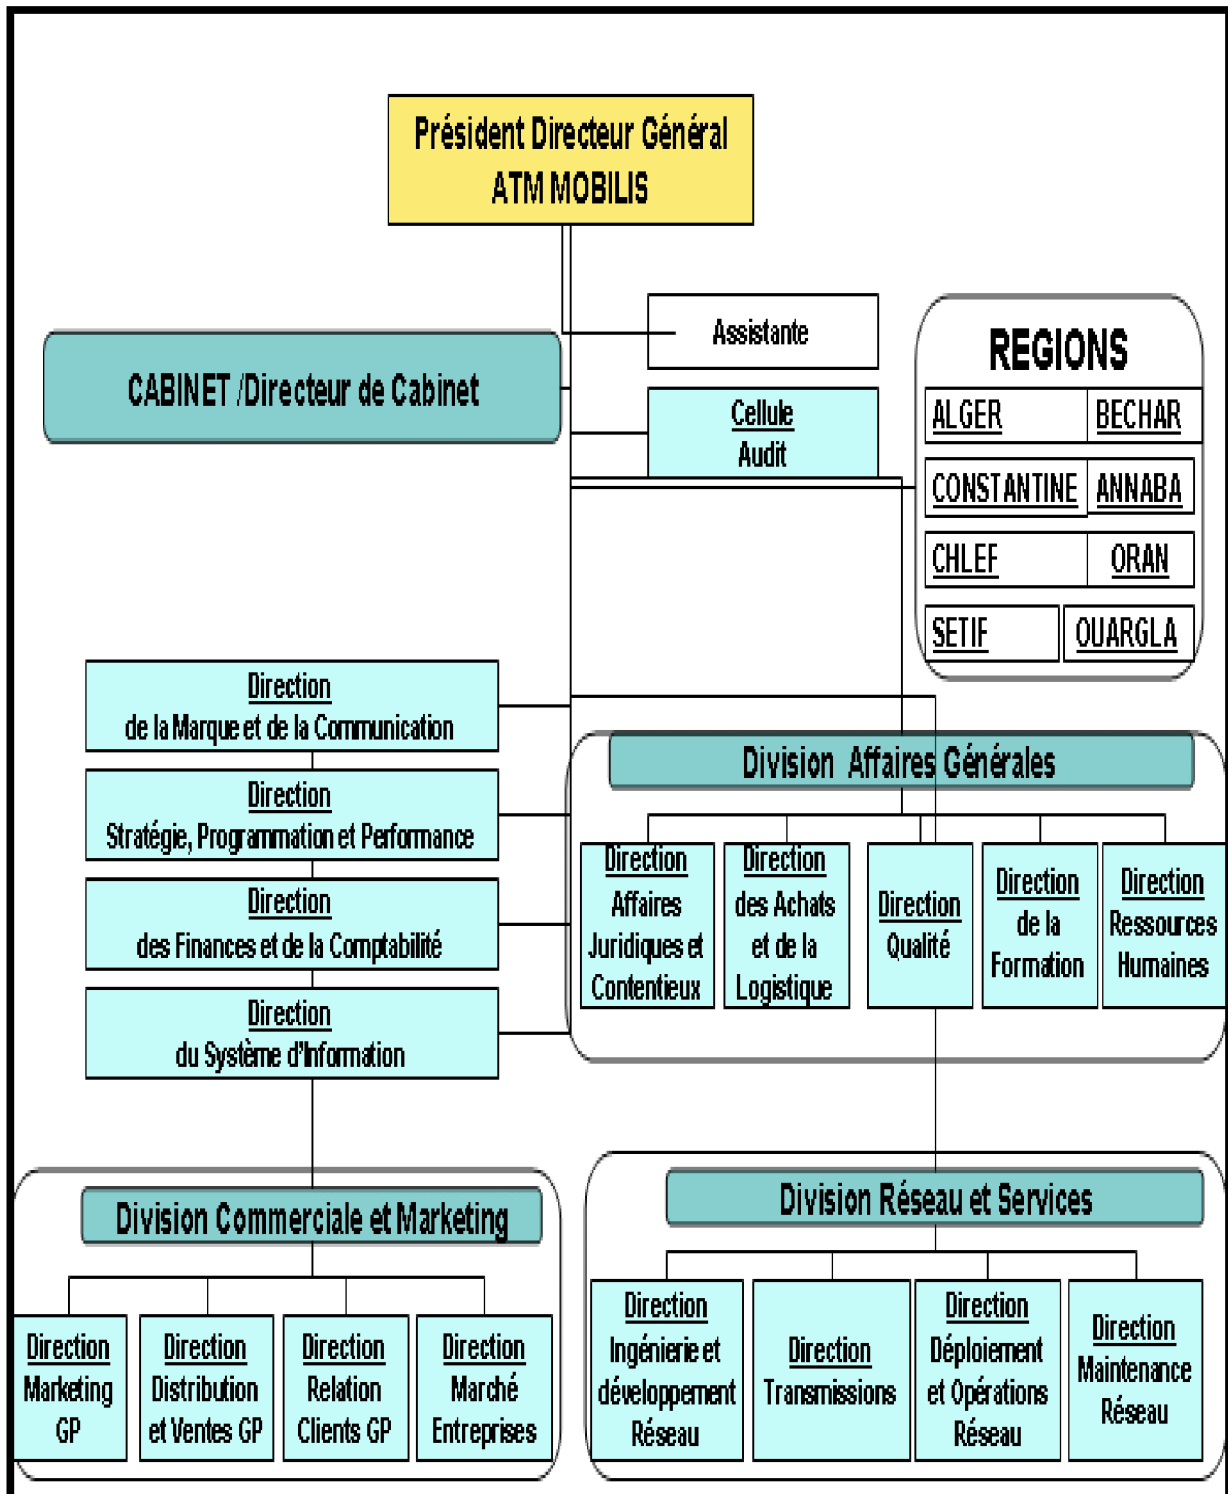 Président Directeur Général
ATM MOBILIS
Assistante
CABINET /Directeur de Cabinet
Cellule
Audit
REGIONS
ALGER BECHAR
CONSTANTINE ANNABA
CHLEF ORAN
SETIF OUARGLA
Direction
de la Marque et de la Communication
Direction
Stratégie, Programmation et Performance
Direction
des Finances et de la Comptabilité
Direction
du Système d'Information
Division Affaires Générales
Direction
Affaires
Juridiques et
Contentieux
Direction
des Achats
et de la
Logistique
Direction
Qualité
Direction
de la
Formation
Direction
Ressources
Humaines
Division Commerciale et Marketing
Direction
Marketing
GP
Direction
Distribution
et Ventes GP
Direction
Relation
Clients GP
Direction
Marché
Entreprises
Division Réseau et Services
Direction
Ingénierie et
développement
Réseau
Direction
Transmissions
Direction
Déploiement
et Opérations
Réseau
Direction
Maintenance
Réseau